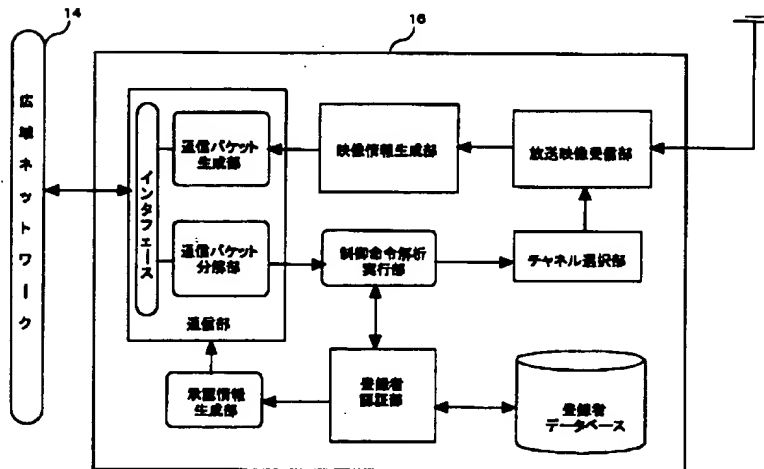 14
16
広域ネットワーク
インタフェース
通信パケット
生成部
映像情報生成部
放送映像受信部
通信パケット
分解部
制御命令解析
実行部
チャネル選択部
通信部
承認情報
生成部
登録者
認証部
登録者
データベース